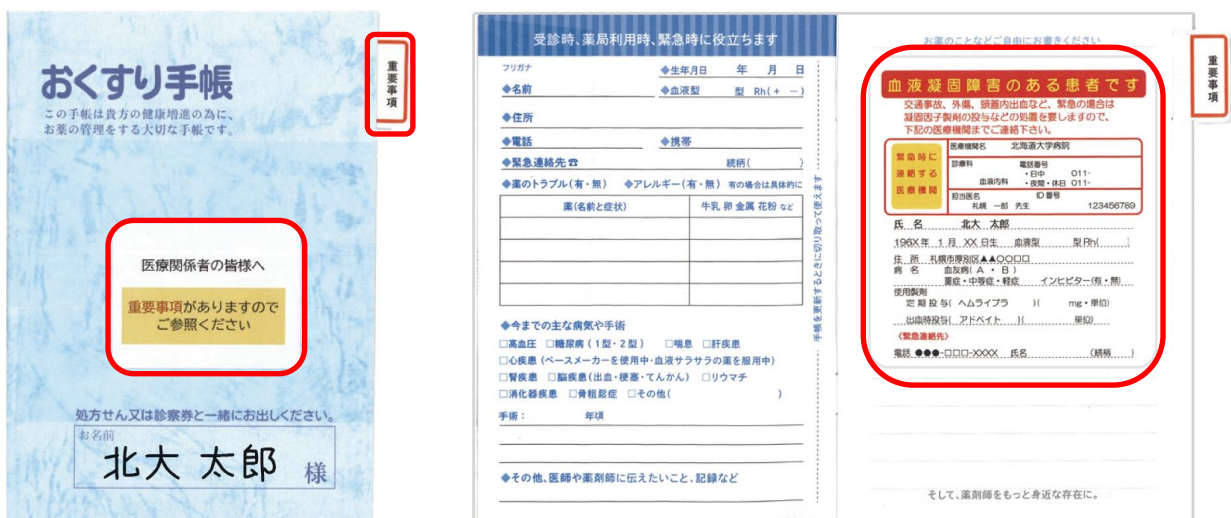 おくすり手帳
この手帳は貴方の健康増進の為に、
お薬の管理をする大切な手帳です。
重要事項
医療関係者の皆様へ
重要事項がありますので
ご参照ください
処方せん又は診察券と一緒にお出しください。
お名前
北大 太郎 様
受診時、薬局利用時、緊急時に役立ちます
フリガナ
◆生年月日 年 月 日
◆名前
◆血液型 型 Rh(+ −)
◆住所
◆電話 ◆携帯
◆緊急連絡先☎ 続柄( )
◆薬のトラブル(有・無) ◆アレルギー(有・無) 有の場合は具体的に
薬(名前と症状) 牛乳 卵 金属 花粉 など
◆今までの主な病気や手術
□高血圧 □糖尿病(1型・2型) □喘息 □肝疾患
□心疾患(ペースメーカーを使用中・血液サラサラの薬を服用中)
□腎疾患 □脳疾患(出血・梗塞・てんかん) □リウマチ
□消化器疾患 □骨粗鬆症 □その他( )
手術: 年頃
◆その他、医師や薬剤師に伝えたいこと、記録など
手帳を更新するときに切り取って使えます
お薬のことなどご自由にお書きください
血液凝固障害のある患者です
交通事故、外傷、頭蓋内出血など、緊急の場合は
凝固因子製剤の投与などの処置を要しますので、
下記の医療機関までご連絡下さい。
緊急時に
連絡する
医療機関
医療機関名 北海道大学病院
診療科 電話番号
・日中 011-
血液内科 ・夜間・休日 011-
担当医名 ID番号
札幌 一郎 先生 123456789
氏 名 北大 太郎
196X年 1 月 XX 日生 血液型 型 Rh( )
住 所 札幌市厚別区▲▲〇〇□□
病 名 血友病( A ・ B )
重症・中等症・軽症 インヒビター(有・無)
使用製剤
定期投与( ヘムライブラ )( mg・単位)
出血時投与( アドベイト )( 単位)
〈緊急連絡先〉
電話 ●●●-□□□-XXXX 氏名 (続柄 )
そして、薬剤師をもっと身近な存在に。
重要事項